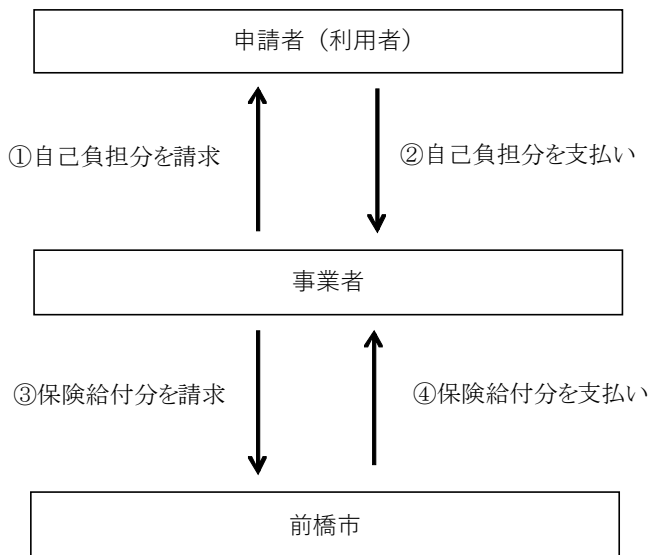 申請者（利用者）
①自己負担分を請求
②自己負担分を支払い
事業者
③保険給付分を請求
④保険給付分を支払い
前橋市